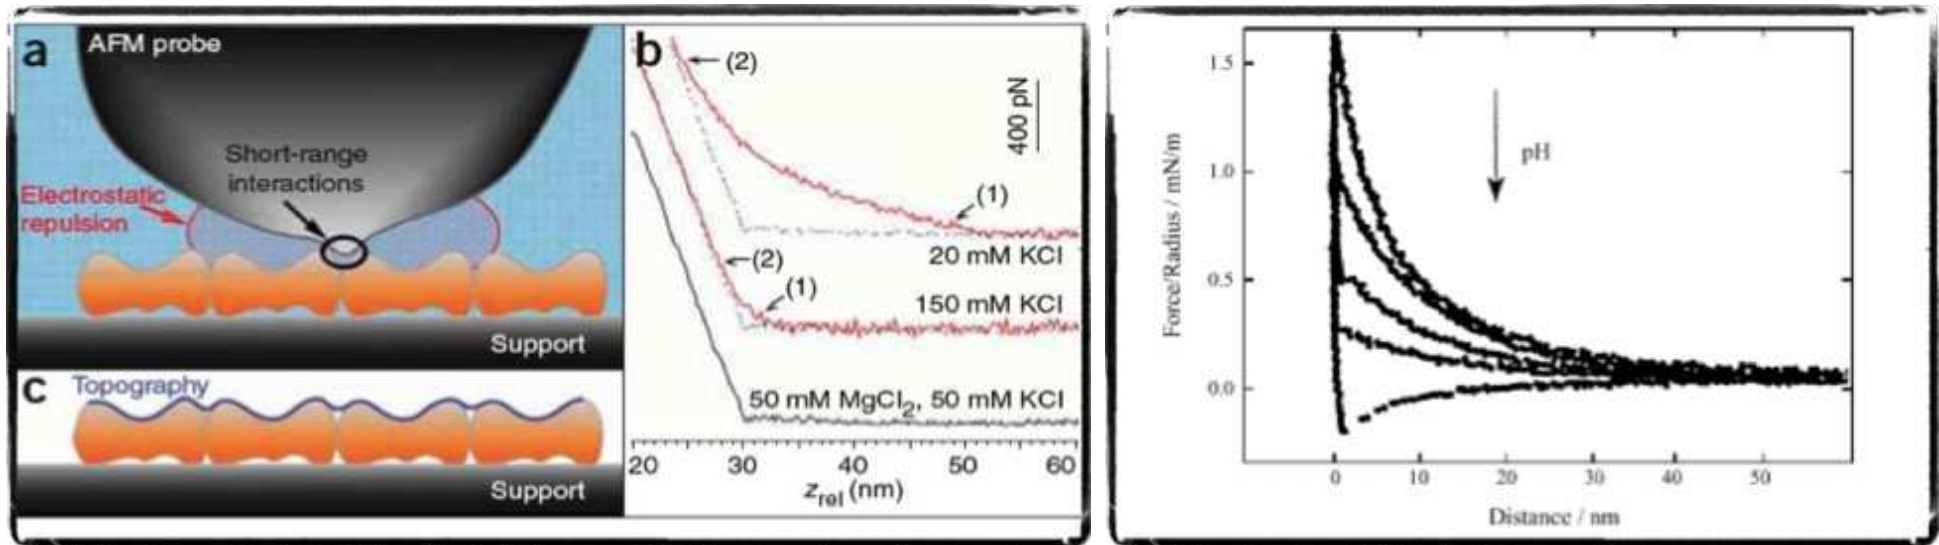 a
AFM probe
Short-range
interactions
Electrostatic
repulsion
Support
c
Topography
Support
b
(2)
400 pN
(1)
20 mM KCl
(2)
(1)
150 mM KCl
50 mM MgCl2, 50 mM KCl
20 30 40 50 60
zrel (nm)
1.5
1.0
0.5
0.0
Force/Radius / mN/m
pH
0 10 20 30 40 50
Distance / nm